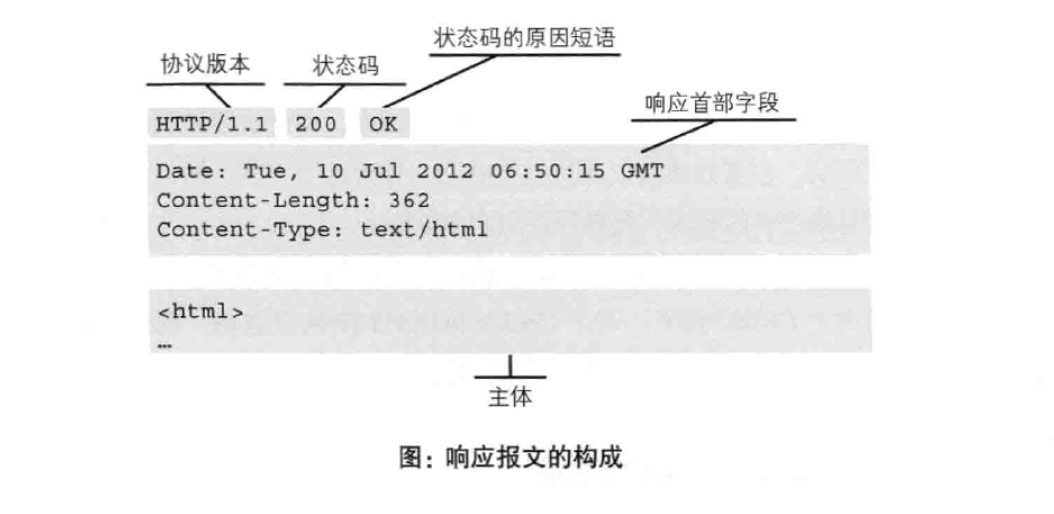 状态码的原因短语
协议版本 状态码
响应首部字段
HTTP/1.1 200 OK
Date: Tue, 10 Jul 2012 06:50:15 GMT
Content-Length: 362
Content-Type: text/html
<html>
…
主体
图：响应报文的构成